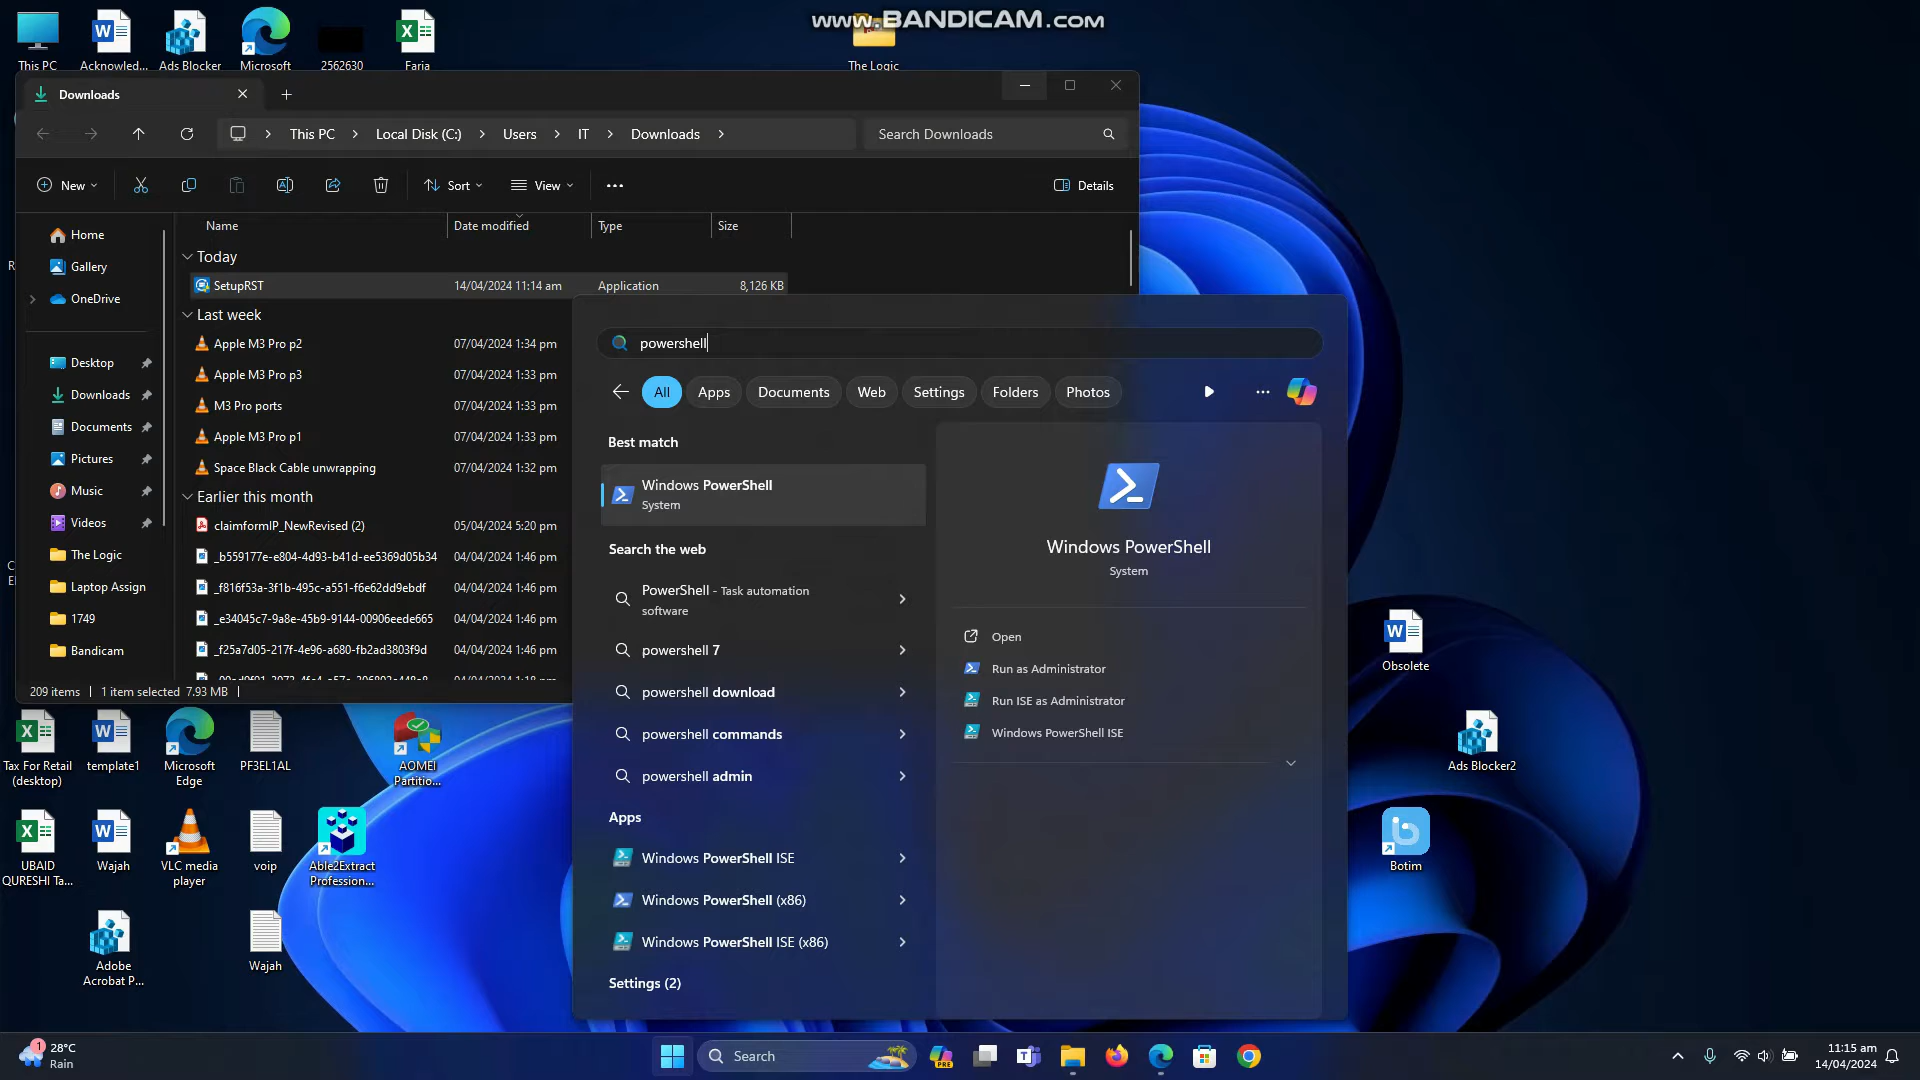 www.BANDICAM.com
This PC
Acknowled...
Ads Blocker
Microsoft
2562630
Faria
The Logic
Downloads
This PC
Local Disk (C:)
Users
IT
Downloads
Search Downloads
New
Sort
View
Details
Name
Date modified
Type
Size
Home
Gallery
OneDrive
Desktop
Downloads
Documents
Pictures
Music
Videos
The Logic
Laptop Assign
1749
Bandicam
Today
SetupRST 14/04/2024 11:14 am Application 8,126 KB
Last week
Apple M3 Pro p2 07/04/2024 1:34 pm
Apple M3 Pro p3 07/04/2024 1:33 pm
M3 Pro ports 07/04/2024 1:33 pm
Apple M3 Pro p1 07/04/2024 1:33 pm
Space Black Cable unwrapping 07/04/2024 1:32 pm
Earlier this month
claimformIP_NewRevised (2) 05/04/2024 5:20 pm
_b559177e-e804-4d93-b41d-ee5369d05b34 04/04/2024 1:46 pm
_f816f53a-3f1b-495c-a551-f6e62dd9ebdf 04/04/2024 1:46 pm
_e34045c7-9a8e-45b9-9144-00906eede665 04/04/2024 1:46 pm
_f25a7d05-217f-4e96-a680-fb2ad3803f9d 04/04/2024 1:46 pm
209 items
1 item selected 7.93 MB
powershell
All
Apps
Documents
Web
Settings
Folders
Photos
Best match
Windows PowerShell
System
Search the web
PowerShell - Task automation
software
powershell 7
powershell download
powershell commands
powershell admin
Apps
Windows PowerShell ISE
Windows PowerShell (x86)
Windows PowerShell ISE (x86)
Settings (2)
Windows PowerShell
System
Open
Run as Administrator
Run ISE as Administrator
Windows PowerShell ISE
Tax For Retail
(desktop)
template1
Microsoft
Edge
PF3EL1AL
AOMEI
Partitio...
UBAID
QURESHI Ta...
Wajah
VLC media
player
voip
Able2Extract
Profession...
Adobe
Acrobat P...
Wajah
Obsolete
Ads Blocker2
Botim
1
28°C
Rain
Search
PRE
11:15 am
14/04/2024